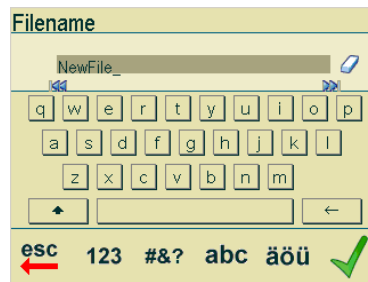 Filename
NewFile_
q w e r t y u i o p
a s d f g h j k l
z x c v b n m
esc 123 #&? abc äöü